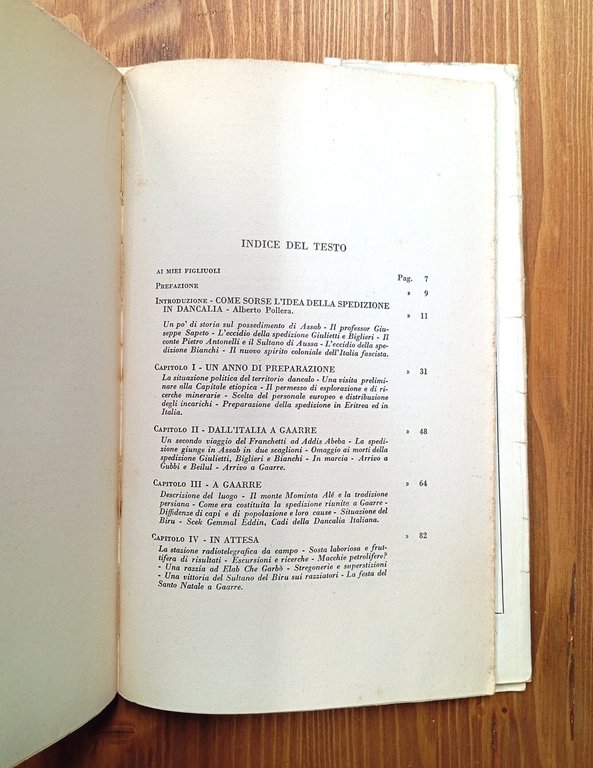 INDICE DEL TESTO
AI MIEI FIGLIUOLI Pag. 7
PREFAZIONE » 9
INTRODUZIONE - COME SORSE L'IDEA DELLA SPEDIZIONE
IN DANCALIA - Alberto Pollera. » 11
Un po' di storia sul possedimento di Assab - Il professor Giu-
seppe Sapeto - L'eccidio della spedizione Giulietti e Biglieri - Il
conte Pietro Antonelli e il Sultano di Aussa - L'eccidio della spe-
dizione Bianchi - Il nuovo spirito coloniale dell'Italia fascista.
CAPITOLO I - UN ANNO DI PREPARAZIONE » 31
La situazione politica del territorio dancalo - Una visita prelimi-
nare alla Capitale etiopica - Il permesso di esplorazione e di ri-
cerche minerarie - Scelta del personale europeo e distribuzione
degli incarichi - Preparazione della spedizione in Eritrea ed in
Italia.
CAPITOLO II - DALL'ITALIA A GAARRE » 48
Un secondo viaggio del Franchetti ad Addis Abeba - La spedi-
zione giunge in Assab in due scaglioni - Omaggio ai morti della
spedizione Giulietti, Biglieri e Bianchi - In marcia - Arrivo a
Gubbi e Beilul - Arrivo a Gaarre.
CAPITOLO III - A GAARRE » 64
Descrizione del luogo - Il monte Mominta Alé e la tradizione
persiana - Come era costituita la spedizione riunita a Gaarre -
Diffidenze di capi e di popolazione e loro cause - Situazione del
Biru - Scek Gemmal Eddin, Cadi della Dancalia Italiana.
CAPITOLO IV - IN ATTESA » 82
La stazione radiotelegrafica da campo - Sosta laboriosa e frut-
tifera di risultati - Escursioni e ricerche - Macchie petrolifere?
- Una razzia ad Elab Che Garbò - Stregonerie e superstizioni
- Una vittoria del Sultano del Biru sui razziatori - La festa del
Santo Natale a Gaarre.